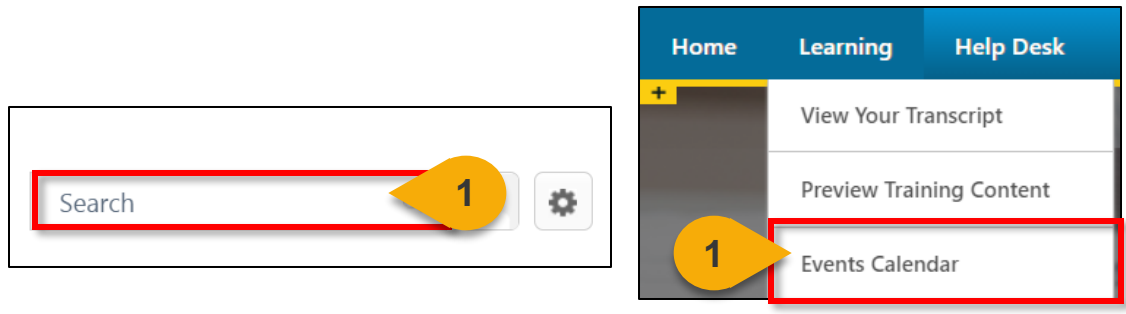 Search
1
Home Learning Help Desk
+
View Your Transcript
Preview Training Content
1
Events Calendar